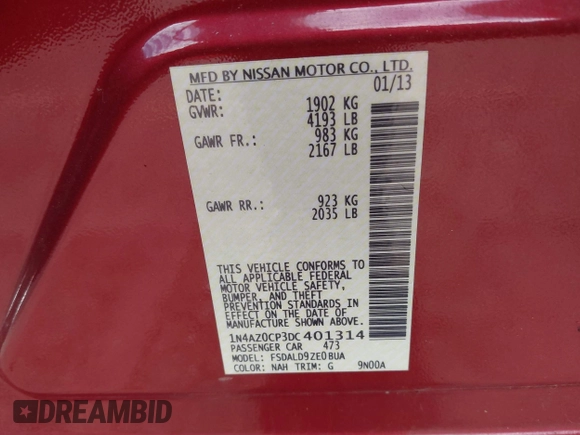 MFD BY NISSAN MOTOR CO., LTD.
DATE: 01/13
GVWR: 1902 KG
4193 LB
GAWR FR.: 983 KG
2167 LB
GAWR RR.: 923 KG
2035 LB
THIS VEHICLE CONFORMS TO
ALL APPLICABLE FEDERAL
MOTOR VEHICLE SAFETY,
BUMPER, AND THEFT
PREVENTION STANDARDS IN
EFFECT ON THE DATE OF
MANUFACTURE SHOWN ABOVE.
1N4AZ0CP3DC401314
PASSENGER CAR 473
MODEL: FSDALD9ZE0BUA
COLOR: NAH TRIM: G 9N00A
DREAMBID